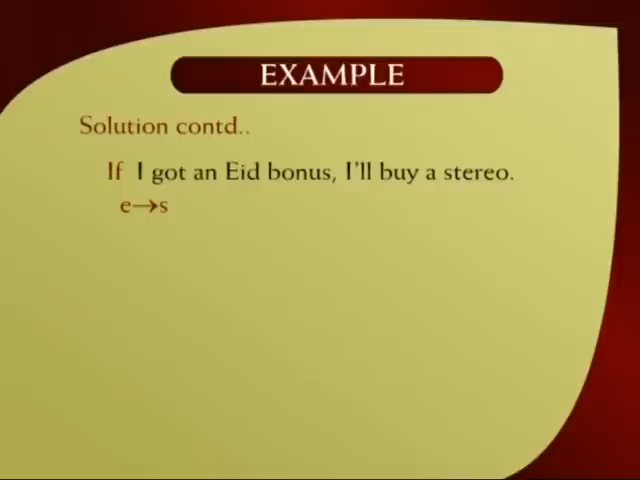 EXAMPLE
Solution contd..
If I got an Eid bonus, I'll buy a stereo.
e→s